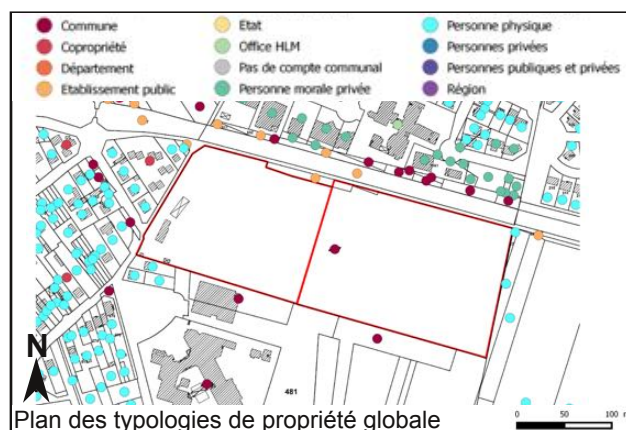 Commune
Copropriété
Département
Etablissement public
Etat
Office HLM
Pas de compte communal
Personne morale privée
Personne physique
Personnes privées
Personnes publiques et privées
Région
481
N
Plan des typologies de propriété globale
0 50 100 m